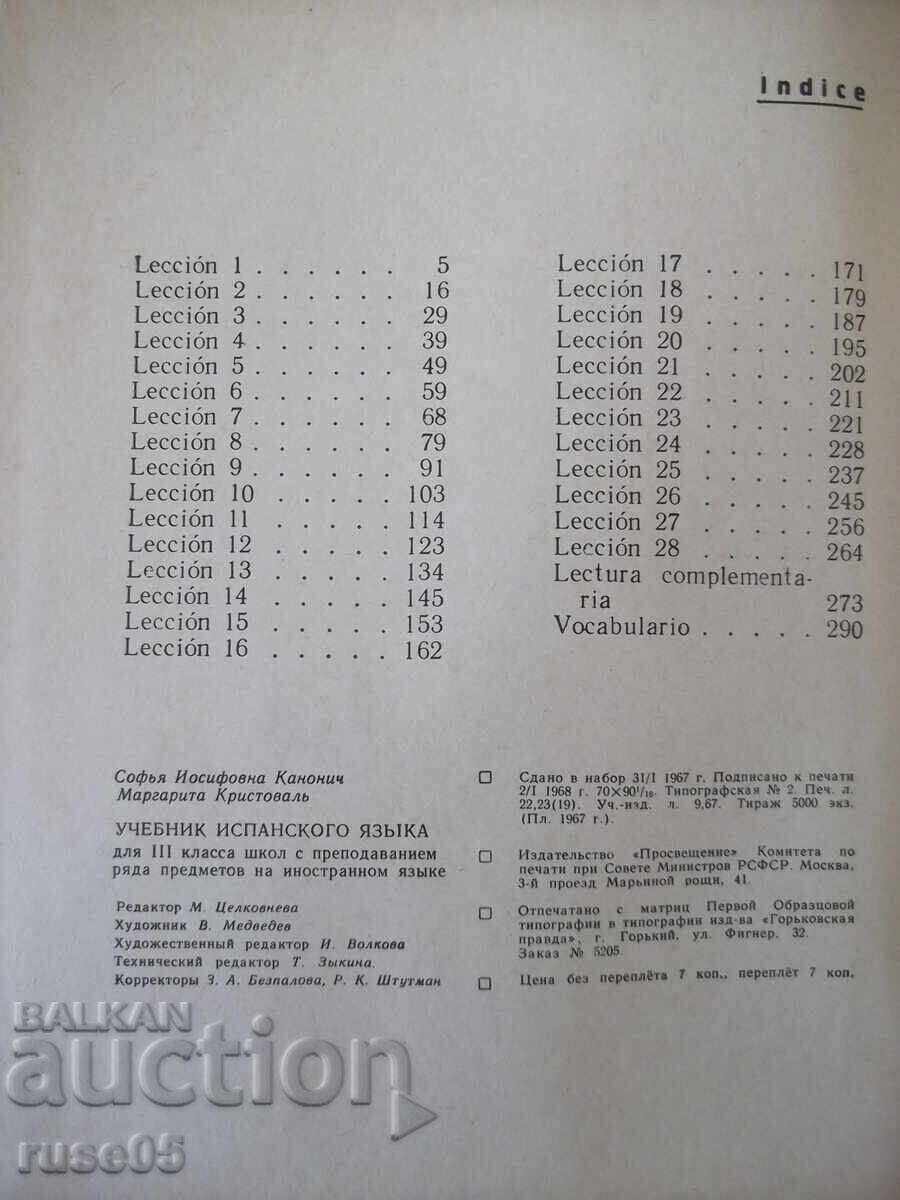 Indice
Lección 1 . . . . . . 5
Lección 2 . . . . . . 16
Lección 3 . . . . . . 29
Lección 4 . . . . . . 39
Lección 5 . . . . . . 49
Lección 6 . . . . . . 59
Lección 7 . . . . . . 68
Lección 8 . . . . . . 79
Lección 9 . . . . . . 91
Lección 10 . . . . . 103
Lección 11 . . . . . 114
Lección 12 . . . . . 123
Lección 13 . . . . . 134
Lección 14 . . . . . 145
Lección 15 . . . . . 153
Lección 16 . . . . . 162
Lección 17 . . . . . 171
Lección 18 . . . . . 179
Lección 19 . . . . . 187
Lección 20 . . . . . 195
Lección 21 . . . . . 202
Lección 22 . . . . . 211
Lección 23 . . . . . 221
Lección 24 . . . . . 228
Lección 25 . . . . . 237
Lección 26 . . . . . 245
Lección 27 . . . . . 256
Lección 28 . . . . . 264
Lectura complementa-
ria 273
Vocabulario . . . . . 290
Софья Иосифовна Канонич
Маргарита Кристоваль
УЧЕБНИК ИСПАНСКОГО ЯЗЫКА
для III класса школ с преподаванием
ряда предметов на иностранном языке
Редактор М. Целковнева
Художник В. Медведев
Художественный редактор И. Волкова
Технический редактор Т. Зыкина.
Корректоры З. А. Безпалова, Р. К. Штутман
Сдано в набор 31/I 1967 г. Подписано к печати
2/I 1968 г. 70×90¹/₁₆. Типографская № 2. Печ. л.
22,23(19). Уч.-изд. л. 9,67. Тираж 5000 экз.
(Пл. 1967 г.).
Издательство «Просвещение» Комитета по
печати при Совете Министров РСФСР. Москва,
3-й проезд Марьиной рощи, 41.
Отпечатано с матриц Первой Образцовой
типографии в типографии изд-ва «Горьковская
правда», г. Горький, ул. Фигнер, 32.
Заказ № 5205.
Цена без переплёта 7 коп., переплёт 7 коп.
BALKAN
auction
ruse05